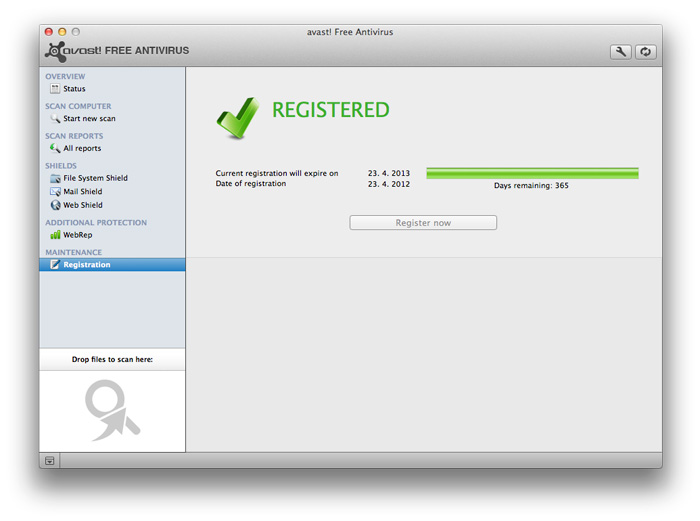 avast! Free Antivirus
avast! FREE ANTIVIRUS
OVERVIEW
Status
SCAN COMPUTER
Start new scan
SCAN REPORTS
All reports
SHIELDS
File System Shield
Mail Shield
Web Shield
ADDITIONAL PROTECTION
WebRep
MAINTENANCE
Registration
Drop files to scan here:
REGISTERED
Current registration will expire on 23. 4. 2013
Date of registration 23. 4. 2012
Days remaining: 365
Register now